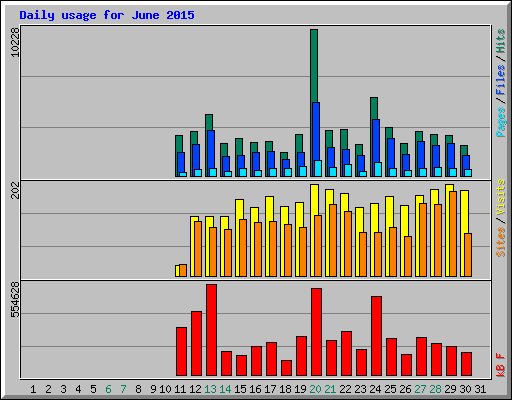 Daily usage for June 2015
10228
Pages/Files/Hits
202
Sites/Visits
554628
kB F
1 2 3 4 5 6 7 8 9 10 11 12 13 14 15 16 17 18 19 20 21 22 23 24 25 26 27 28 29 30 31